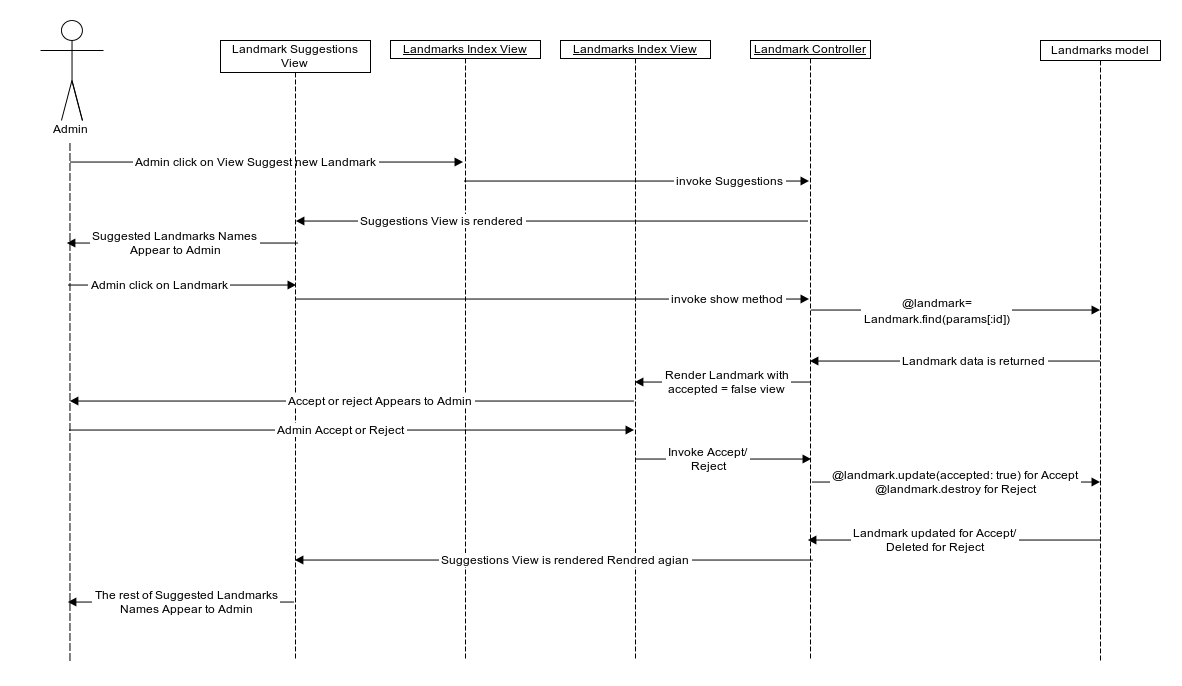 Landmark Suggestions
View
Landmarks Index View
Landmarks Index View
Landmark Controller
Landmarks model
Admin
Admin click on View Suggest new Landmark
invoke Suggestions
Suggestions View is rendered
Suggested Landmarks Names
Appear to Admin
Admin click on Landmark
invoke show method
@landmark=
Landmark.find(params[:id])
Landmark data is returned
Render Landmark with
accepted = false view
Accept or reject Appears to Admin
Admin Accept or Reject
Invoke Accept/
Reject
@landmark.update(accepted: true) for Accept
@landmark.destroy for Reject
Landmark updated for Accept/
Deleted for Reject
Suggestions View is rendered Rendred agian
The rest of Suggested Landmarks
Names Appear to Admin